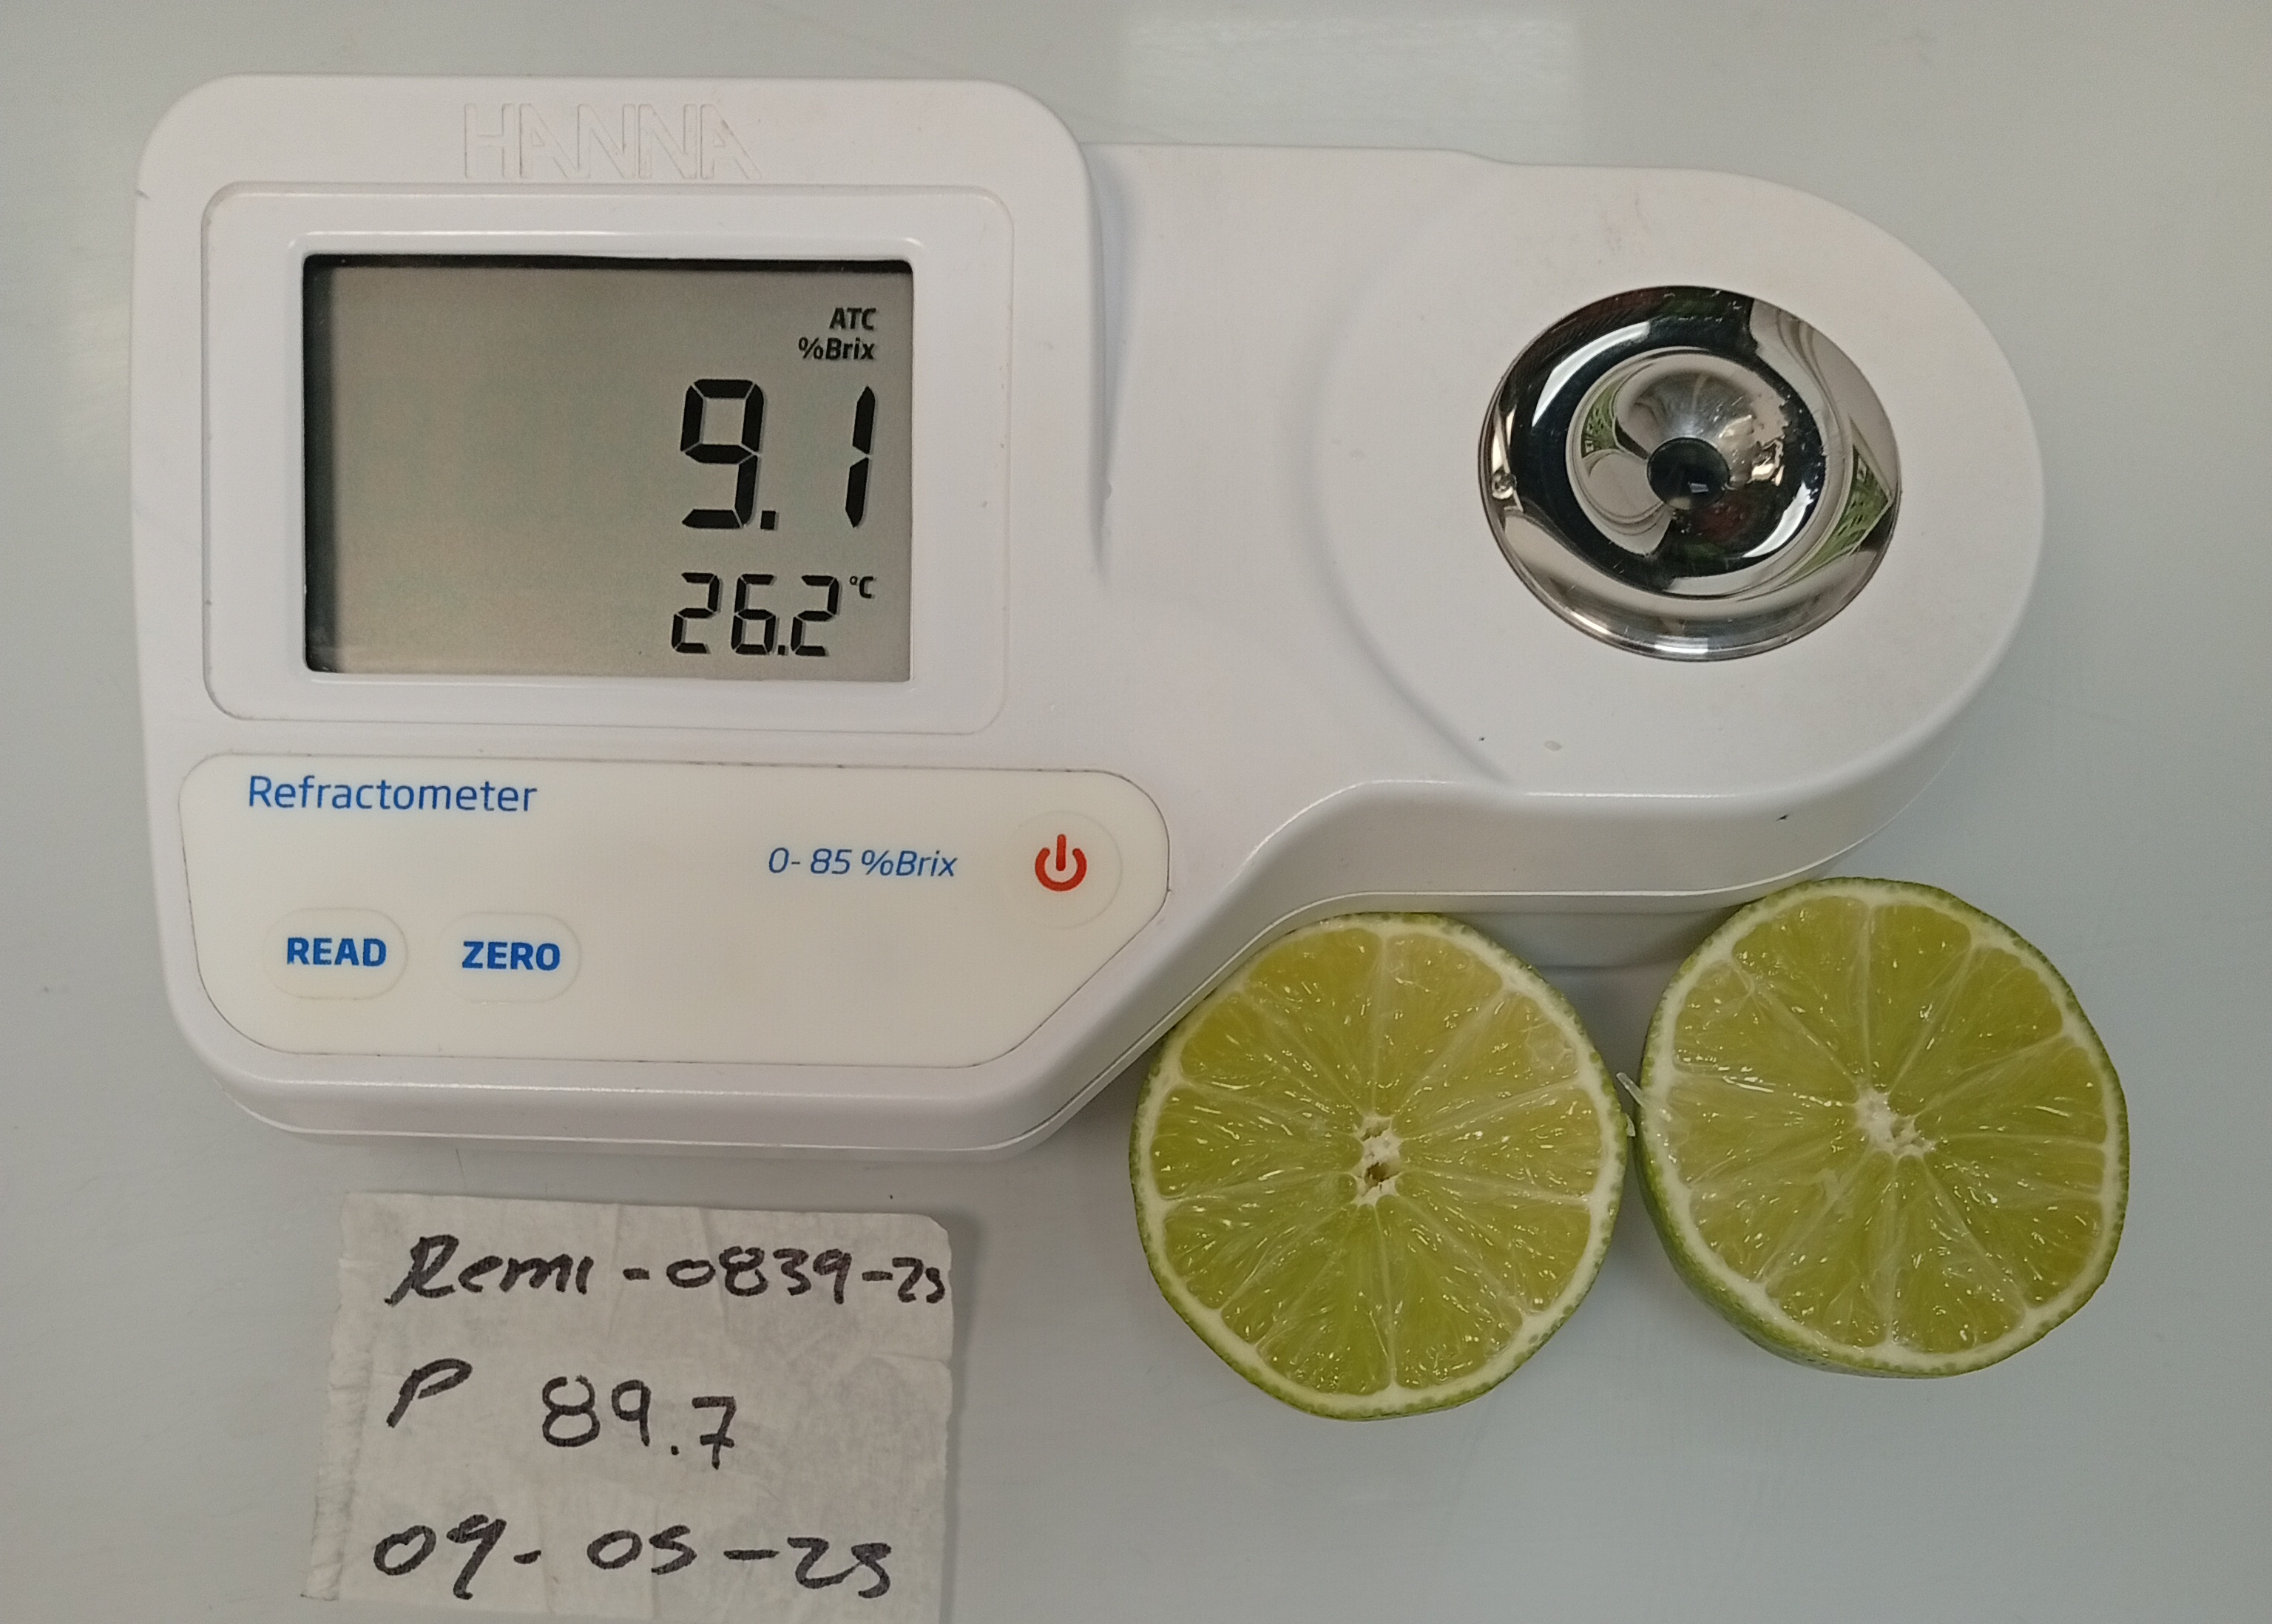 HANNA
ATC
%Brix
9.1
26.2 °C
Refractometer
0- 85 %Brix
READ
ZERO
Remi -0839-25
P 89.7
09- 05 -25